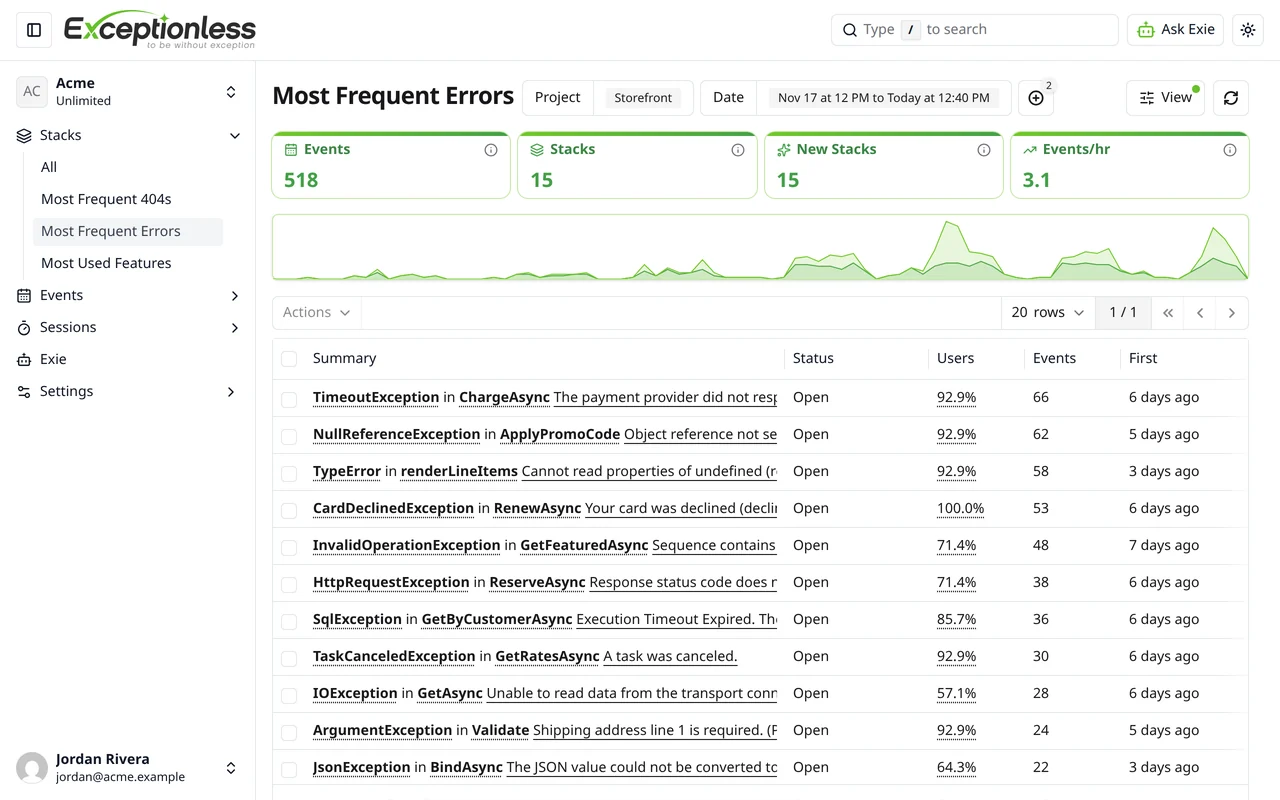 Exceptionless
to be without exception
Type / to search
Ask Exie
AC
Acme
Unlimited
Stacks
All
Most Frequent 404s
Most Frequent Errors
Most Used Features
Events
Sessions
Exie
Settings
Jordan Rivera
jordan@acme.example
Most Frequent Errors
Project Storefront
Date Nov 17 at 12 PM to Today at 12:40 PM
2
View
Events
518
Stacks
15
New Stacks
15
Events/hr
3.1
Actions
20 rows
1 / 1
Summary Status Users Events First
TimeoutException in ChargeAsync The payment provider did not resp Open 92.9% 66 6 days ago
NullReferenceException in ApplyPromoCode Object reference not se Open 92.9% 62 5 days ago
TypeError in renderLineItems Cannot read properties of undefined (r Open 92.9% 58 3 days ago
CardDeclinedException in RenewAsync Your card was declined (decli Open 100.0% 53 6 days ago
InvalidOperationException in GetFeaturedAsync Sequence contains Open 71.4% 48 7 days ago
HttpRequestException in ReserveAsync Response status code does Open 71.4% 38 6 days ago
SqlException in GetByCustomerAsync Execution Timeout Expired. The Open 85.7% 36 6 days ago
TaskCanceledException in GetRatesAsync A task was canceled. Open 92.9% 30 6 days ago
IOException in GetAsync Unable to read data from the transport conn Open 57.1% 28 6 days ago
ArgumentException in Validate Shipping address line 1 is required. (P Open 92.9% 24 5 days ago
JsonException in BindAsync The JSON value could not be converted to Open 64.3% 22 3 days ago